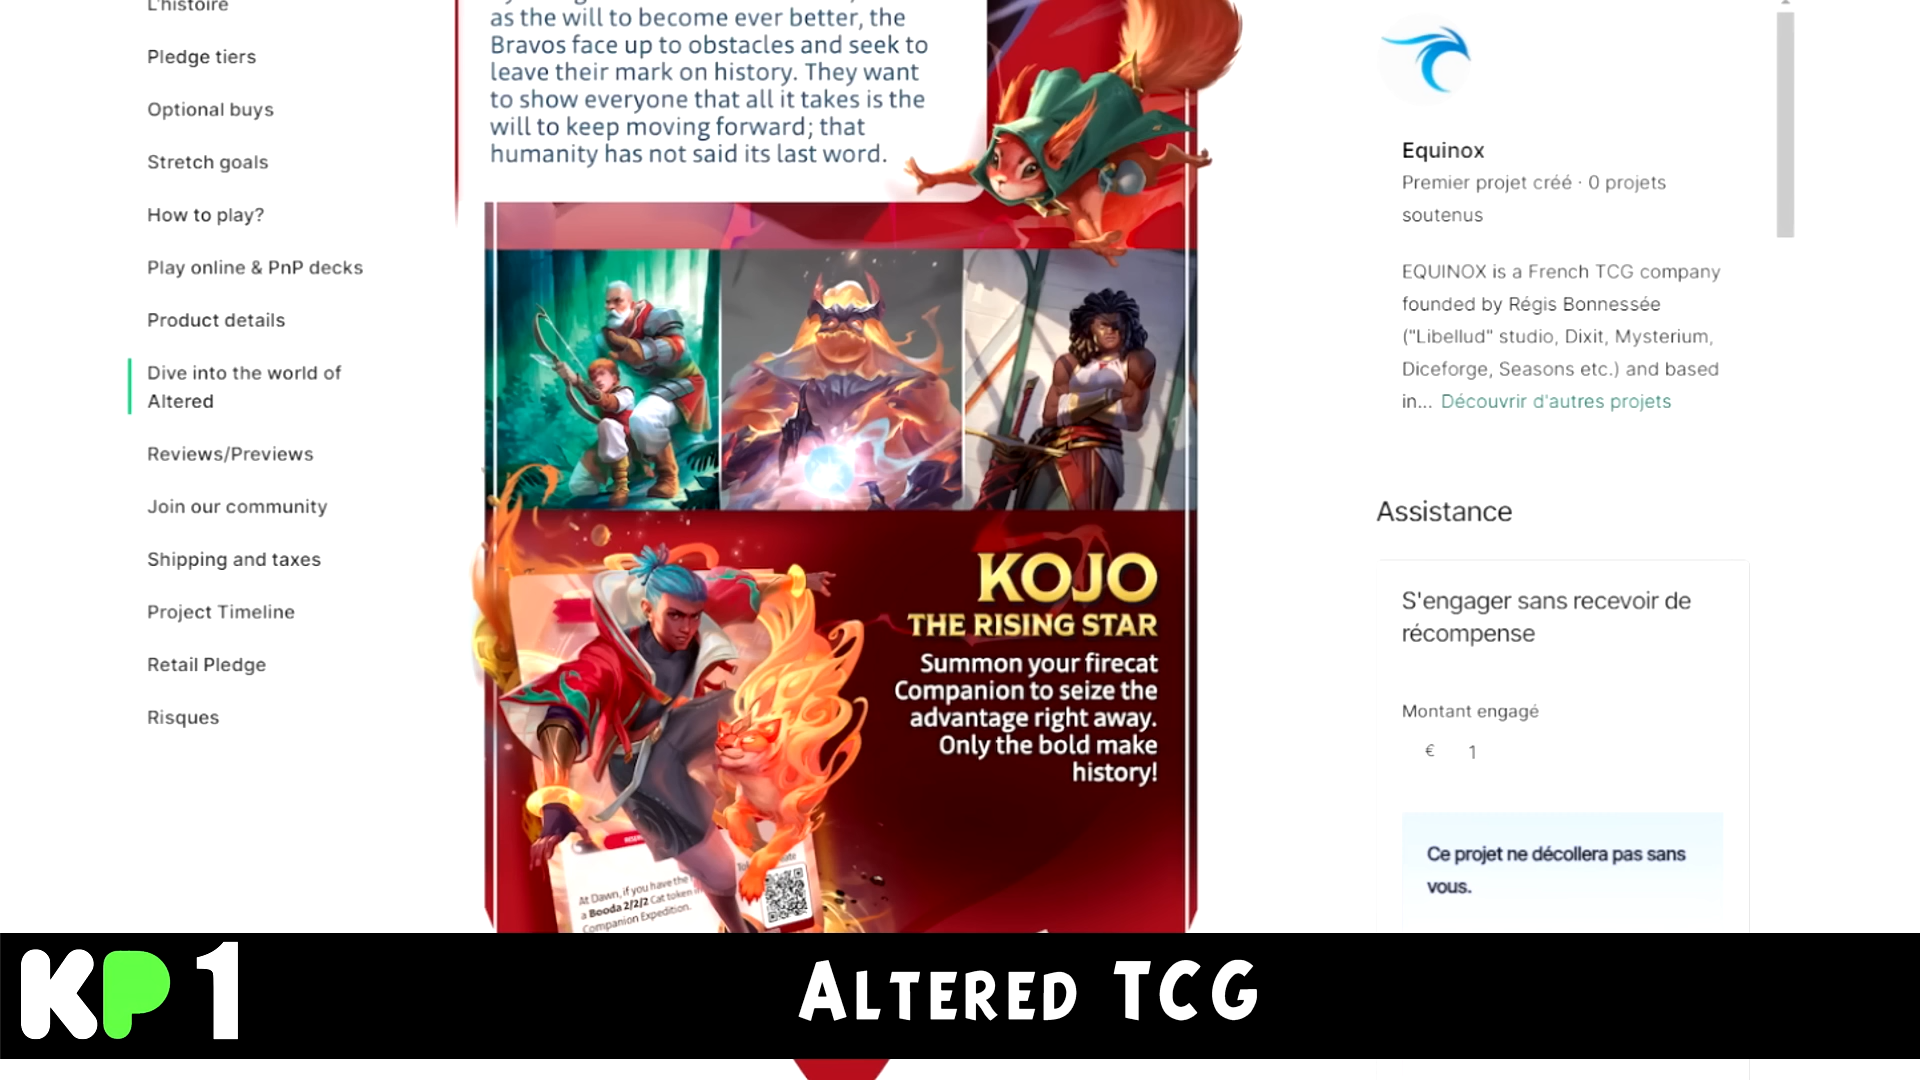 L'histoire
Pledge tiers
Optional buys
Stretch goals
How to play?
Play online & PnP decks
Product details
Dive into the world of
Altered
Reviews/Previews
Join our community
Shipping and taxes
Project Timeline
Retail Pledge
Risques
as the will to become ever better, the
Bravos face up to obstacles and seek to
leave their mark on history. They want
to show everyone that all it takes is the
will to keep moving forward; that
humanity has not said its last word.
KOJO
THE RISING STAR
Summon your firecat
Companion to seize the
advantage right away.
Only the bold make
history!
At Dawn, if you have the
a Booda 2/2/2 Cat token
Companion Expedition.
Equinox
Premier projet créé · 0 projets
soutenus
EQUINOX is a French TCG company
founded by Régis Bonnessée
("Libellud" studio, Dixit, Mysterium,
Diceforge, Seasons etc.) and based
in... Découvrir d'autres projets
Assistance
S'engager sans recevoir de
récompense
Montant engagé
€ 1
Ce projet ne décollera pas sans
vous.
KP 1
ALTERED TCG